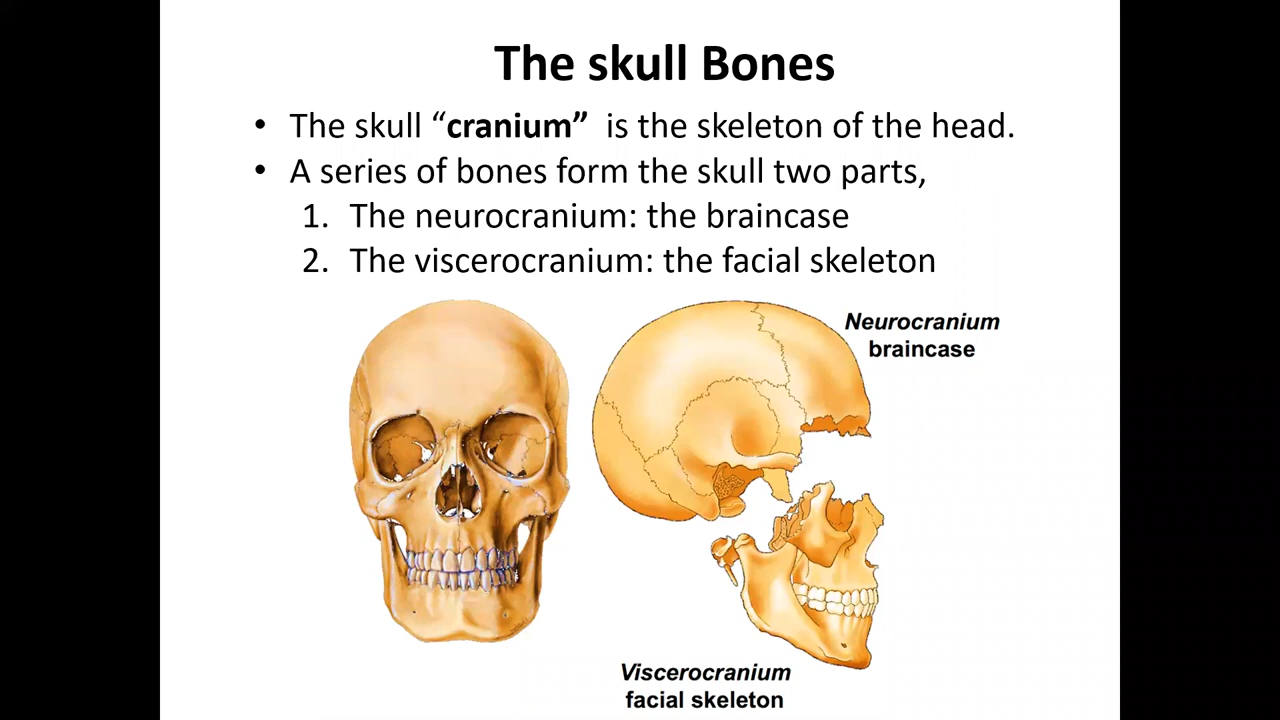 The skull Bones
• The skull “cranium”  is the skeleton of the head.
• A series of bones form the skull two parts,
1. The neurocranium: the braincase
2. The viscerocranium: the facial skeleton
Neurocranium
braincase
Viscerocranium
facial skeleton